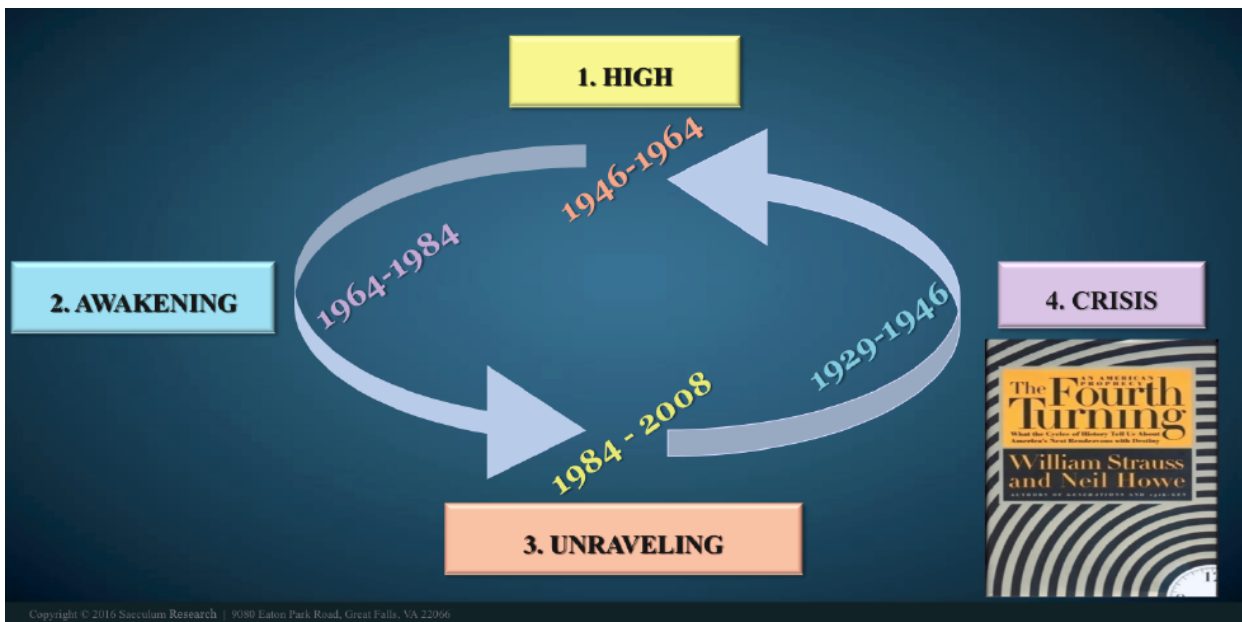 1. HIGH
1946-1964
1964-1984
2. AWAKENING
4. CRISIS
1929-1946
AN AMERICAN
PROPHECY
The Fourth
Turning
What the Cycles of History Tell Us About
America's Next Rendezvous with Destiny
William Strauss
and Neil Howe
AUTHORS OF GENERATIONS AND 13TH-GEN
1984 - 2008
3. UNRAVELING
12
Copyright © 2016 Saeculum Research | 9080 Eaton Park Road, Great Falls, VA 22066